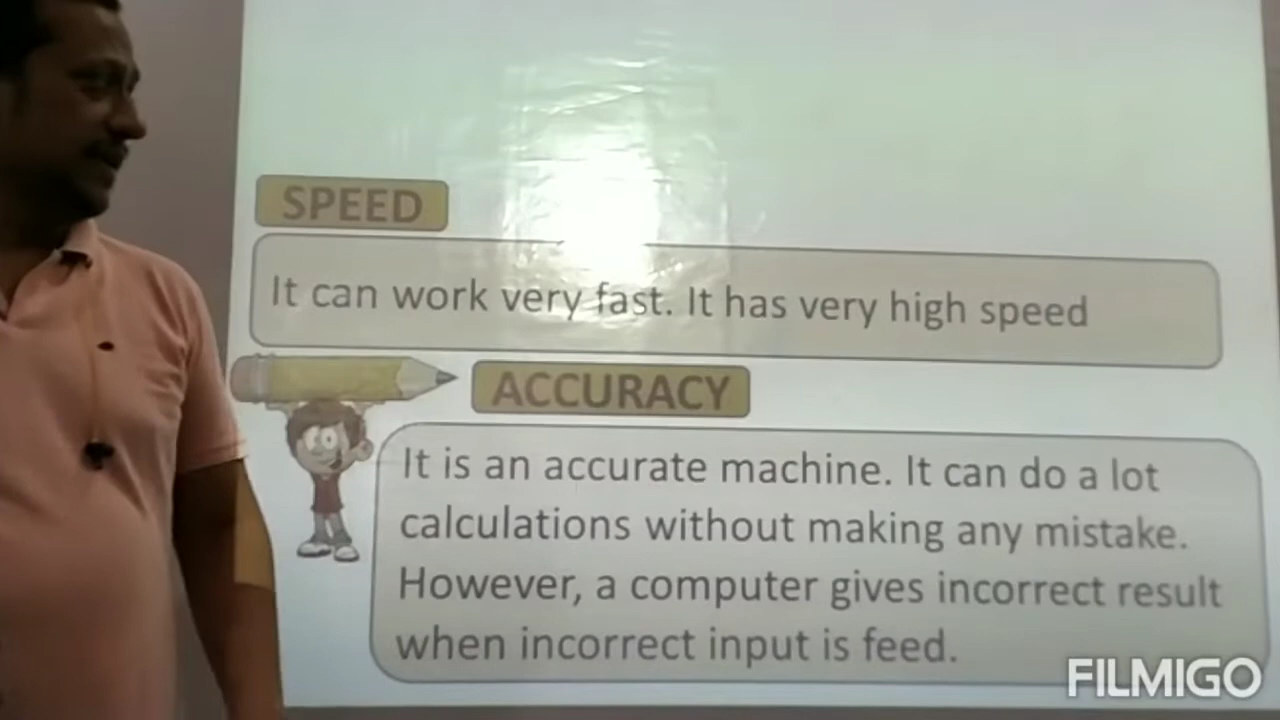 SPEED
It can work very fast. It has very high speed
ACCURACY
It is an accurate machine. It can do a lot
calculations without making any mistake.
However, a computer gives incorrect result
when incorrect input is feed.
FILMIGO